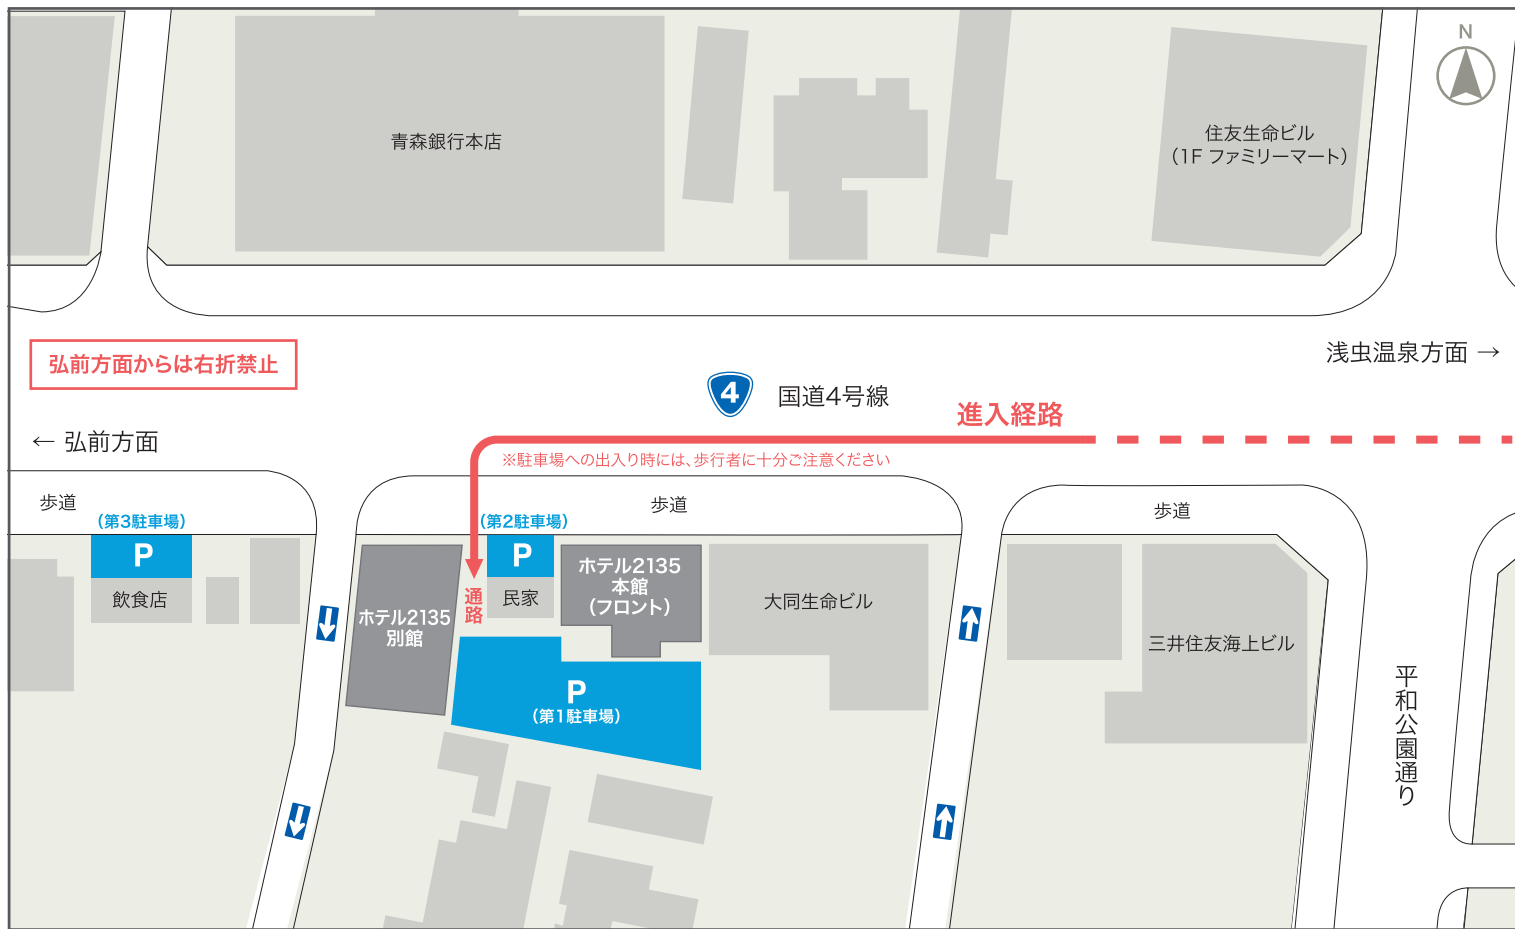 N
青森銀行本店
住友生命ビル
（1F ファミリーマート）
弘前方面からは右折禁止
浅虫温泉方面 →
4
国道4号線
進入経路
← 弘前方面
※駐車場への出入り時には、歩行者に十分ご注意ください
歩道
歩道
歩道
（第3駐車場）
P
飲食店
（第2駐車場）
P
民家
通路
ホテル2135
本館
（フロント）
大同生命ビル
ホテル2135
別館
三井住友海上ビル
P
（第1駐車場）
平和公園通り